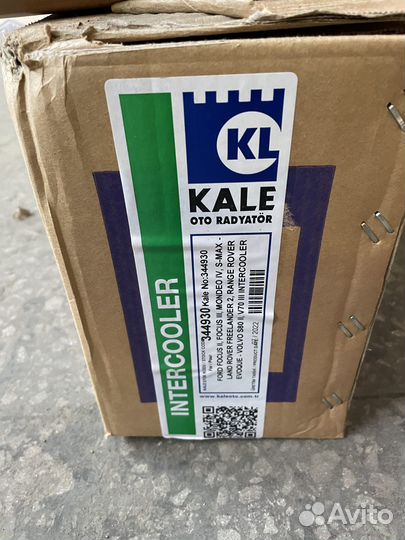 KL
KALE
OTO RADYATÖR
INTERCOOLER
344930 Kale No:344930
FORD FOCUS II, FOCUS III, MONDEO IV, S-MAX -
LAND ROVER FREELANDER 2, RANGE ROVER
EVOQUE - VOLVO S80 II, V70 III INTERCOOLER
/ 2022
www.kaleoto.com.tr
Avito